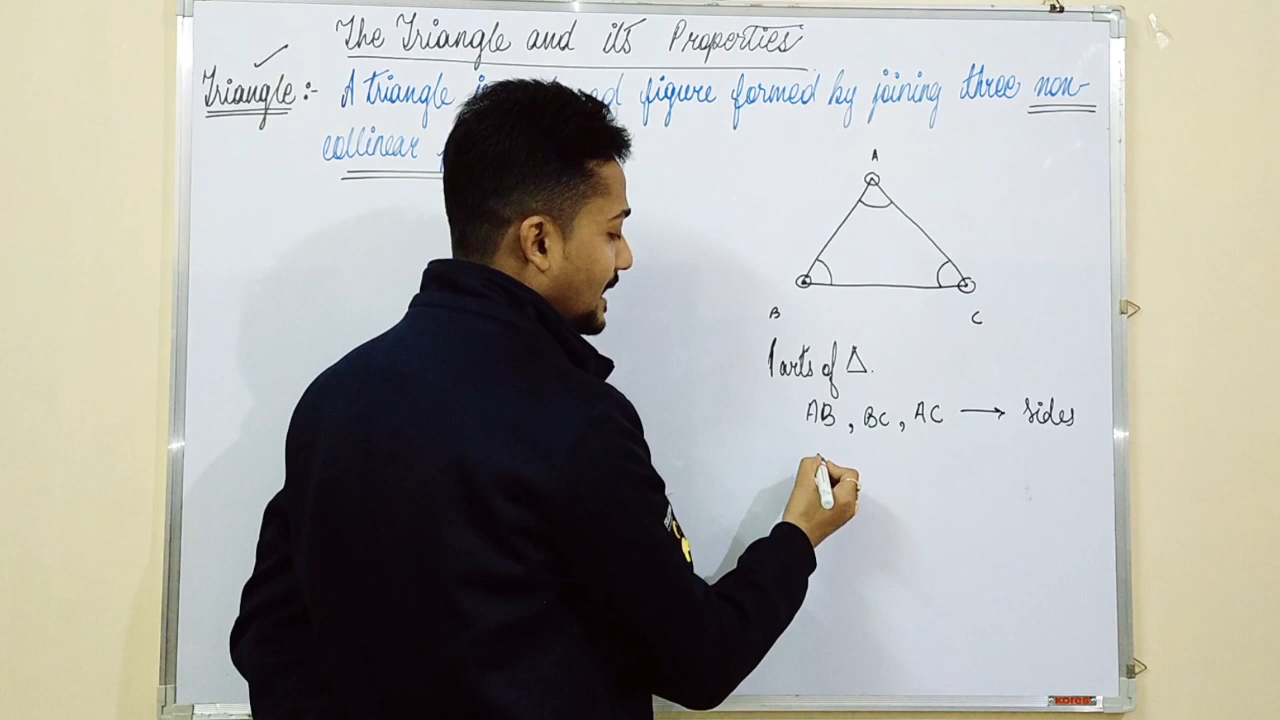 The Triangle and its Properties
Triangle :- A triangle figure formed by joining three non-
collinear
A
B
C
Parts of Δ.
AB, BC, AC → Sides
kores